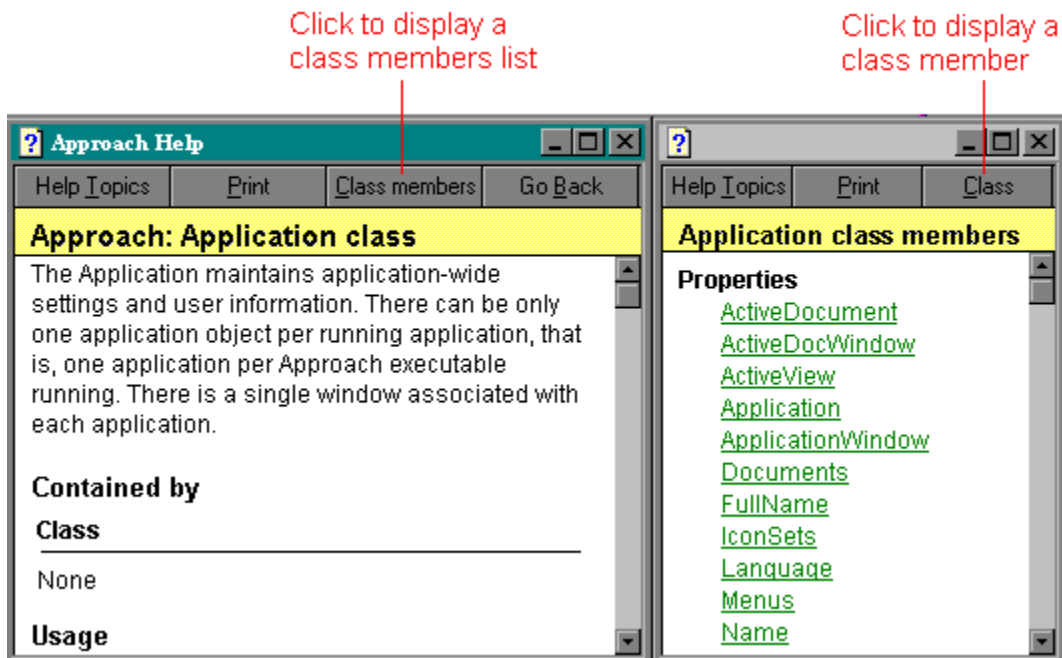 Click to display a
class members list
Click to display a
class member
Approach Help
Help Topics Print Class members Go Back
Approach: Application class
The Application maintains application-wide
settings and user information. There can be only
one application object per running application, that
is, one application per Approach executable
running. There is a single window associated with
each application.
Contained by
Class
None
Usage
Help Topics Print Class
Application class members
Properties
ActiveDocument
ActiveDocWindow
ActiveView
Application
ApplicationWindow
Documents
FullName
IconSets
Language
Menus
Name